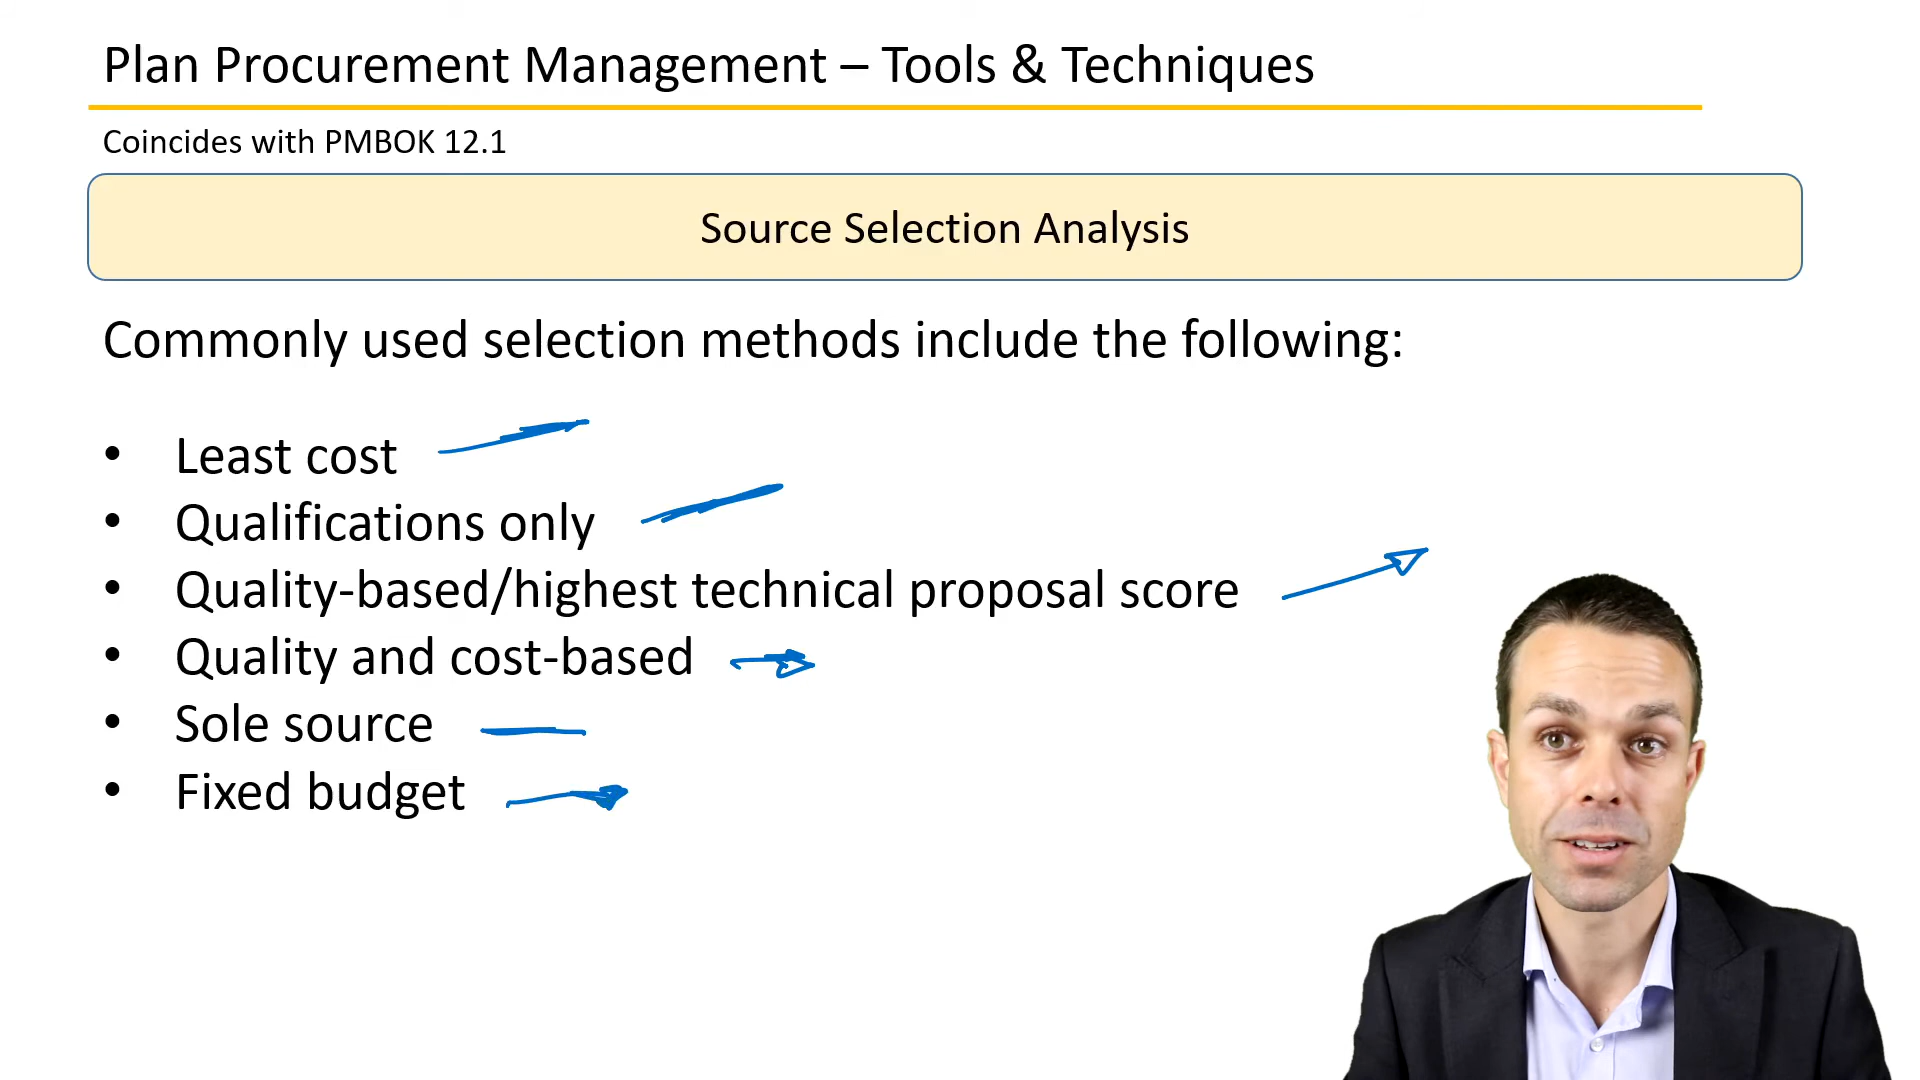 Plan Procurement Management – Tools & Techniques
Coincides with PMBOK 12.1
Source Selection Analysis
Commonly used selection methods include the following:
• Least cost
• Qualifications only
• Quality-based/highest technical proposal score
• Quality and cost-based
• Sole source
• Fixed budget